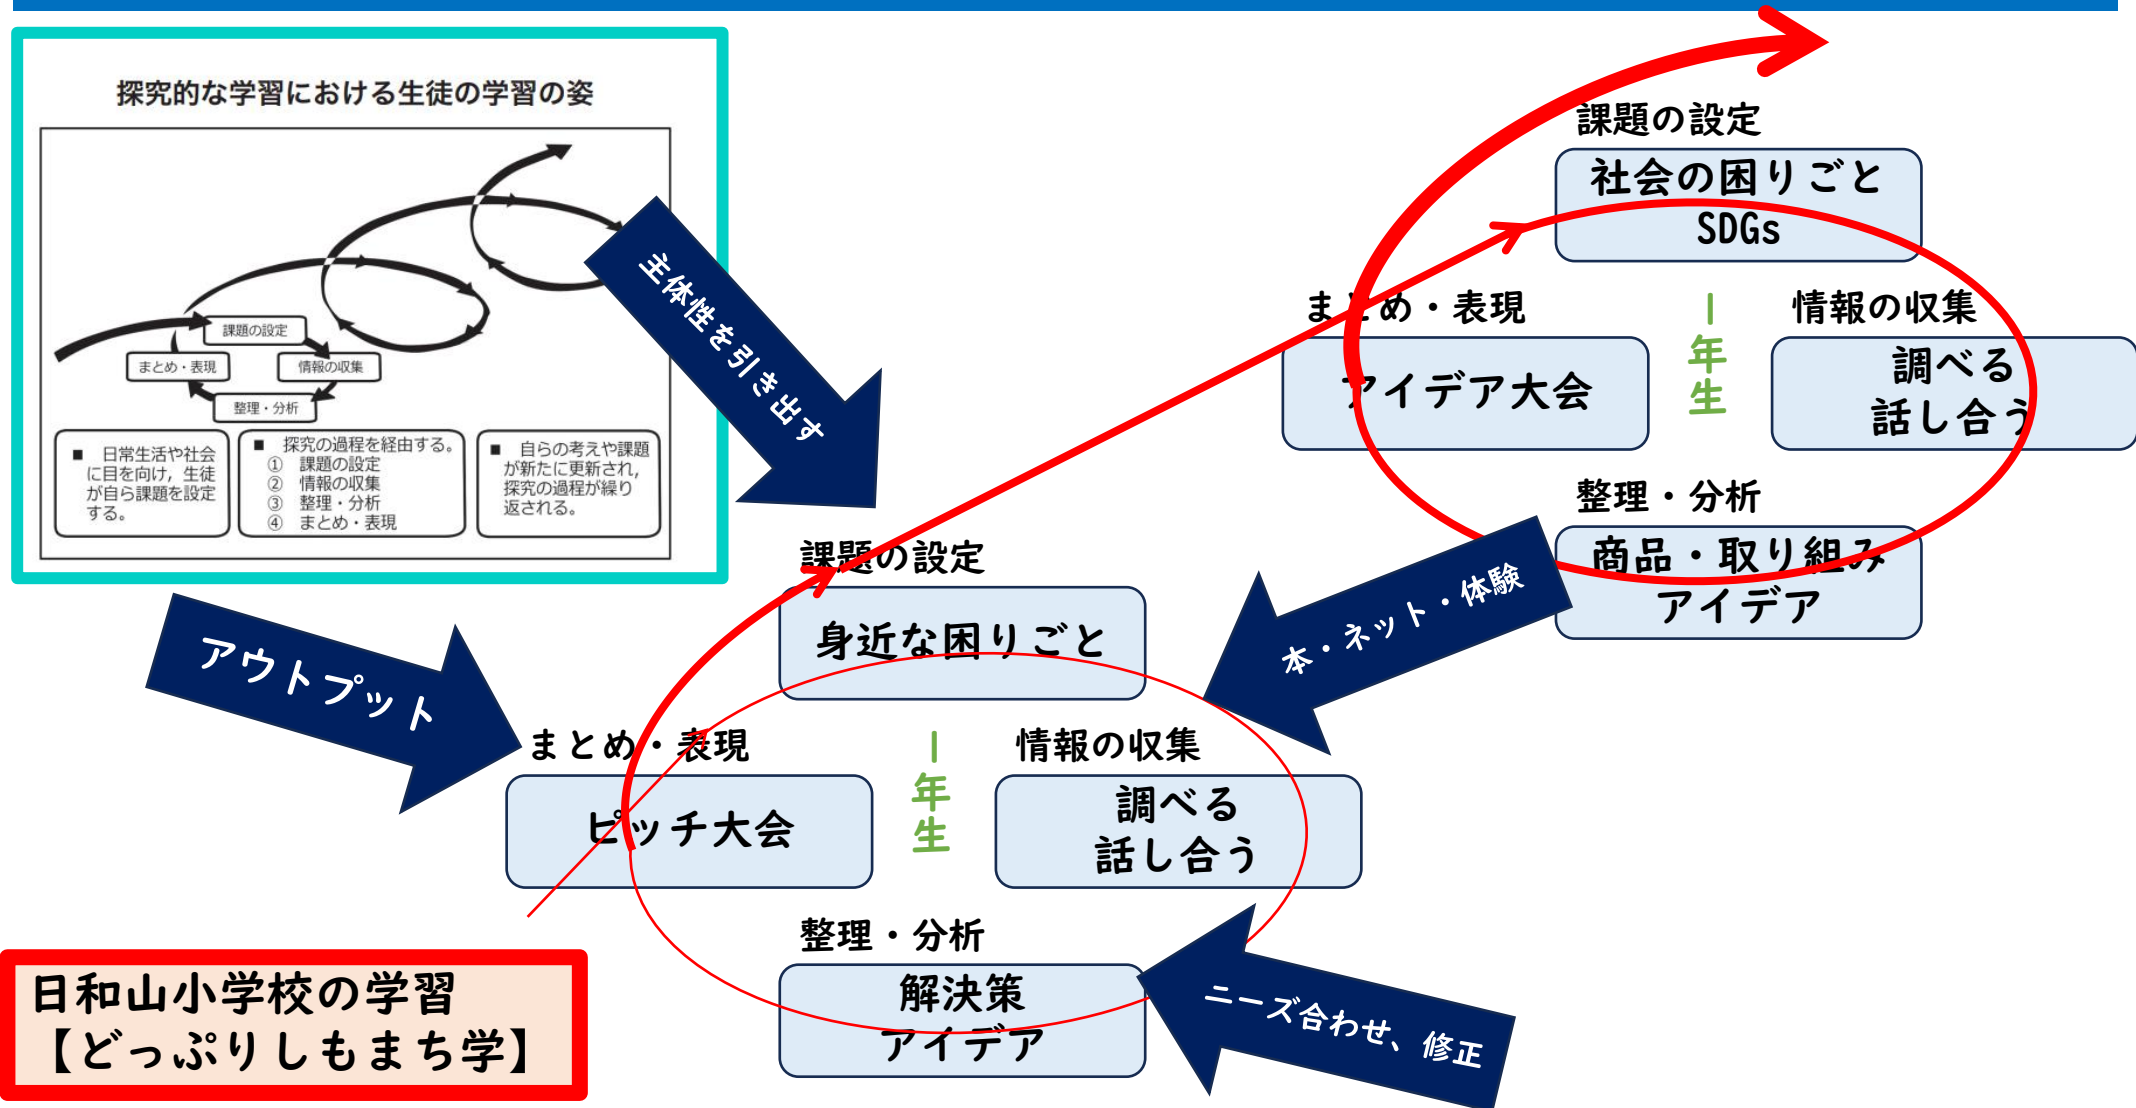 探究的な学習における生徒の学習の姿
課題の設定
まとめ・表現
情報の収集
整理・分析
■ 日常生活や社会
に目を向け，生徒
が自ら課題を設定
する。
■ 探究の過程を経由する。
① 課題の設定
② 情報の収集
③ 整理・分析
④ まとめ・表現
■ 自らの考えや課題
が新たに更新され，
探究の過程が繰り
返される。
主体性を引き出す
アウトプット
課題の設定
社会の困りごと
SDGs
まとめ・表現
アイデア大会
1年生
情報の収集
調べる
話し合う
整理・分析
商品・取り組み
アイデア
本・ネット・体験
課題の設定
身近な困りごと
まとめ・表現
ピッチ大会
1年生
情報の収集
調べる
話し合う
整理・分析
解決策
アイデア
ニーズ合わせ、修正
日和山小学校の学習
【どっぷりしもまち学】